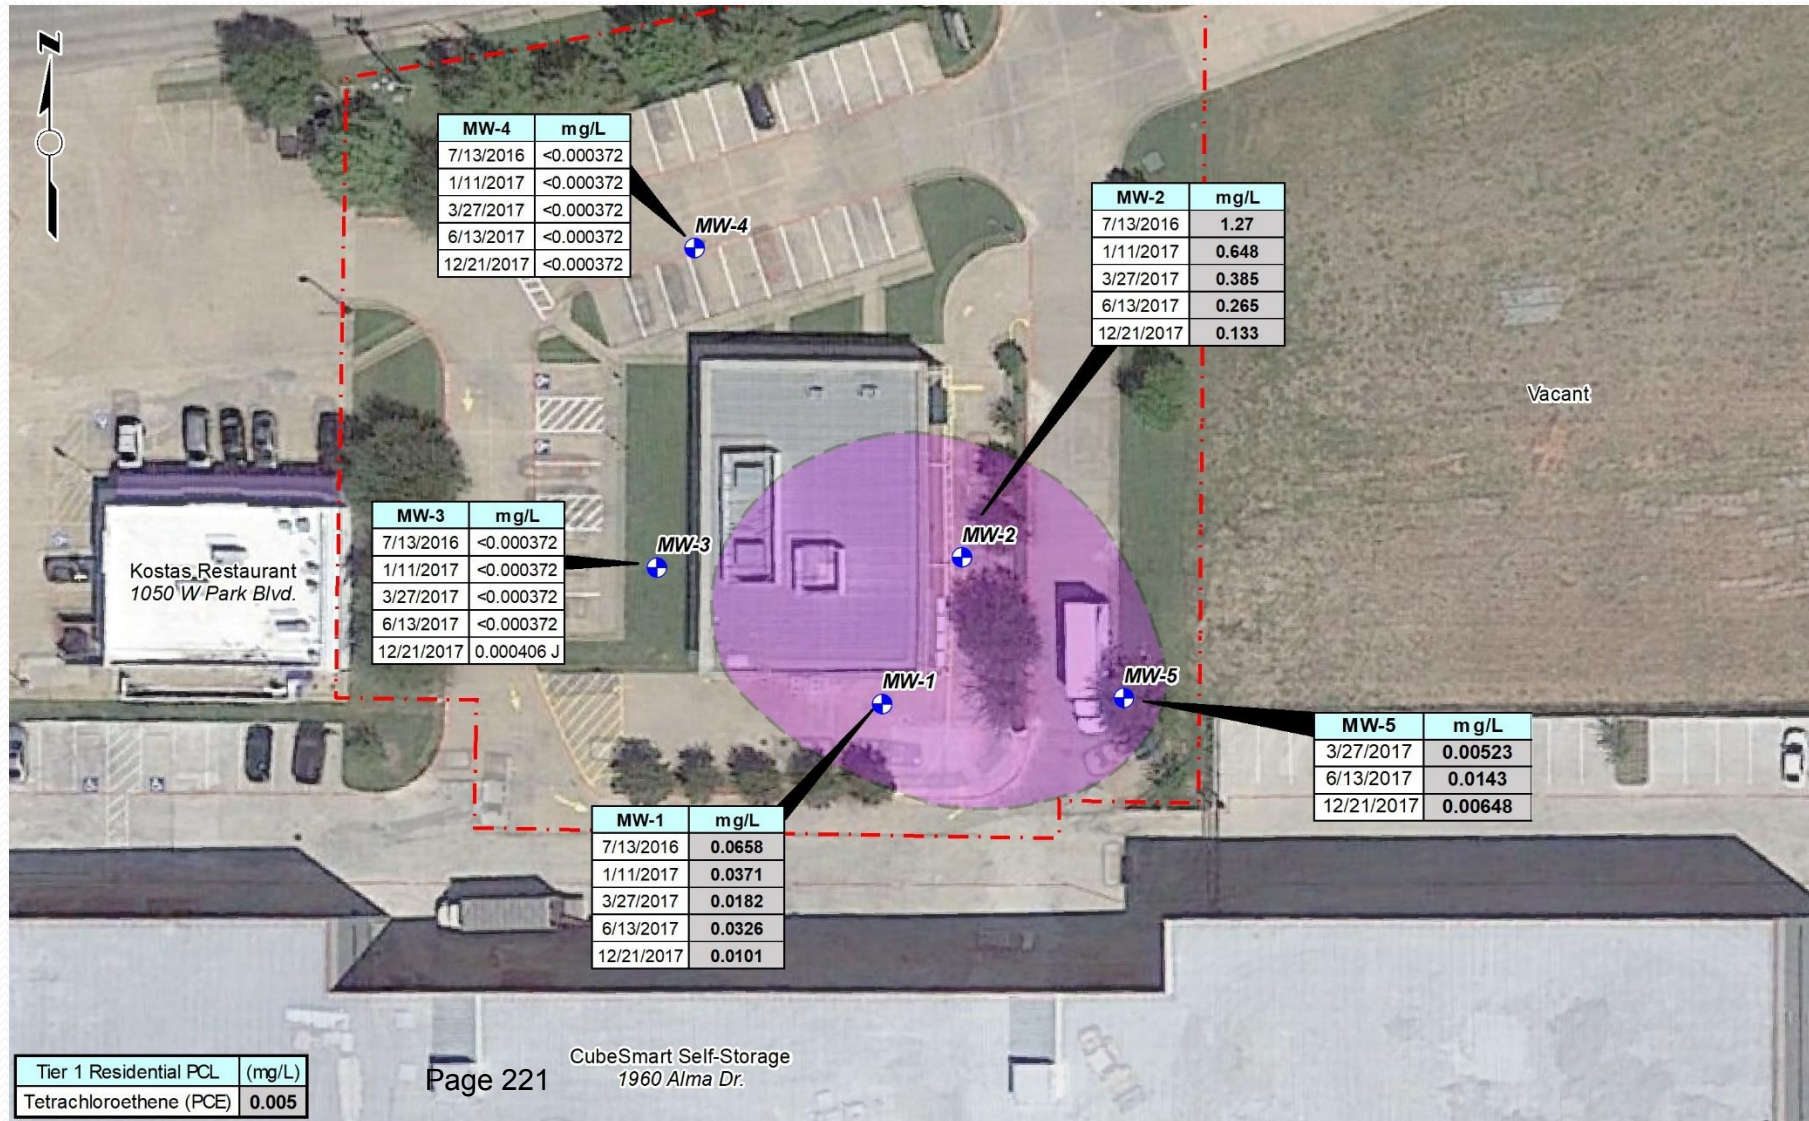 N
MW-4 mg/L
7/13/2016 <0.000372
1/11/2017 <0.000372
3/27/2017 <0.000372
6/13/2017 <0.000372
12/21/2017 <0.000372
MW-4
MW-2 mg/L
7/13/2016 1.27
1/11/2017 0.648
3/27/2017 0.385
6/13/2017 0.265
12/21/2017 0.133
Vacant
MW-3 mg/L
7/13/2016 <0.000372
1/11/2017 <0.000372
3/27/2017 <0.000372
6/13/2017 <0.000372
12/21/2017 0.000406 J
MW-3
MW-2
Kostas Restaurant
1050 W Park Blvd.
MW-1
MW-5
MW-5 mg/L
3/27/2017 0.00523
6/13/2017 0.0143
12/21/2017 0.00648
MW-1 mg/L
7/13/2016 0.0658
1/11/2017 0.0371
3/27/2017 0.0182
6/13/2017 0.0326
12/21/2017 0.0101
CubeSmart Self-Storage
1960 Alma Dr.
Tier 1 Residential PCL (mg/L)
Tetrachloroethene (PCE) 0.005
Page 221